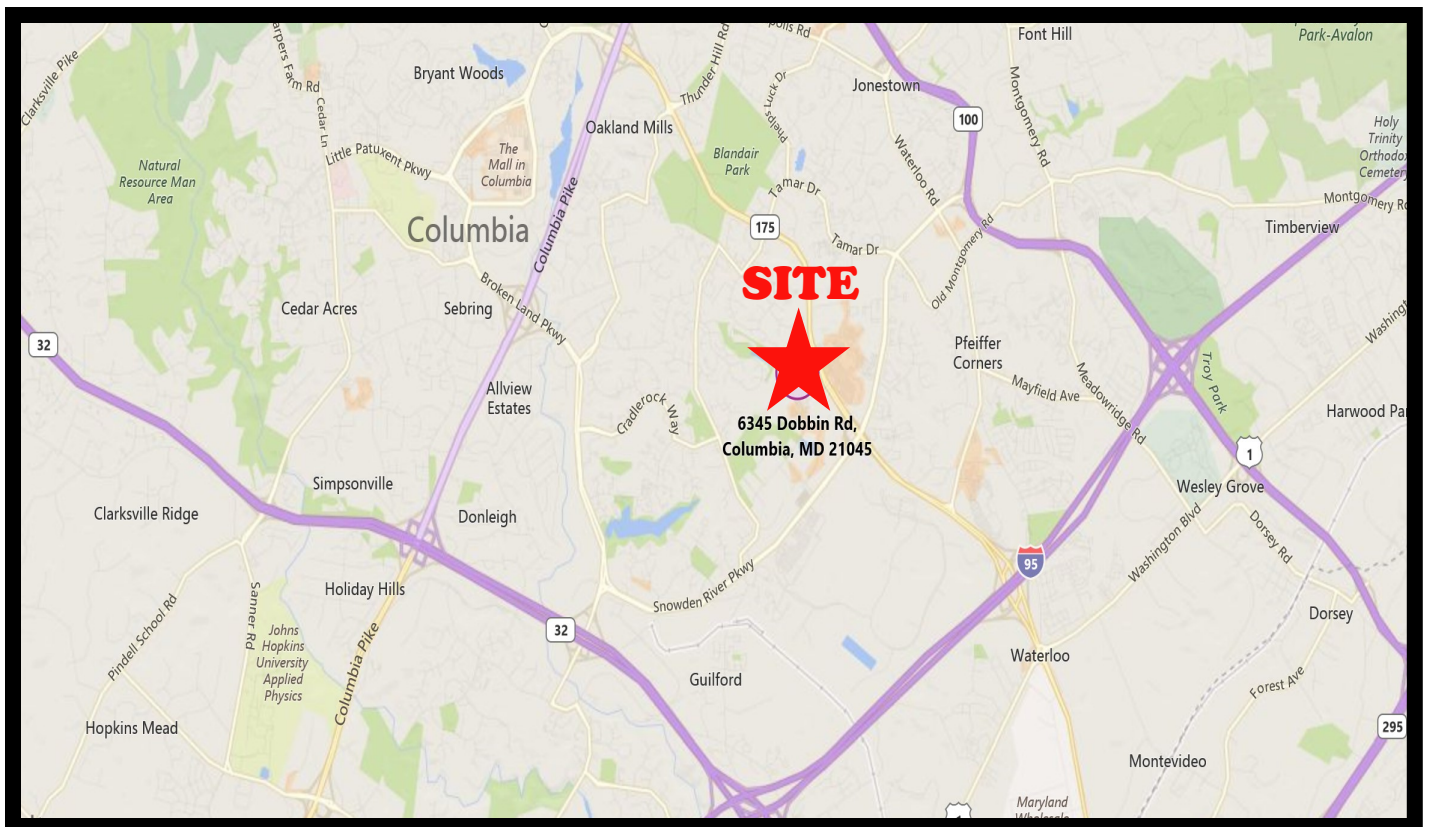 Font Hill
Park-Avalon
Clarksville Pike
Farm Rd
Bryant Woods
Thunder Hill Rd
Luck Dr
Phelps
Jonestown
Montgomery Rd
100
Cedar Ln
Oakland Mills
Holy
Trinity
Orthodox
Cemetery
Little Patuxent Pkwy
The
Mall in
Columbia
Blandair
Park
Waterloo Rd
Natural
Resource Man
Area
Tamar Dr
Montgomery Rd
Columbia
Columbia Pike
175
Timberview
Tamar Dr
Old Montgomery Rd
SITE
Broken Land Pkwy
Cedar Acres
Sebring
Washington
32
Pfeiffer
Corners
Troy Park
Mayfield Ave
Meadowridge Rd
Allview
Estates
Cradlerock Way
Harwood Par
6345 Dobbin Rd,
Columbia, MD 21045
1
Simpsonville
Wesley Grove
Clarksville Ridge
Donleigh
Washington Blvd
Dorsey Rd
95
Holiday Hills
Snowden River Pkwy
Pindell School Rd
Sanner Rd
Johns
Hopkins
University
Applied
Physics
32
Dorsey
Columbia Pike
Waterloo
Guilford
Forest Ave
Hopkins Mead
295
Montevideo
Maryland